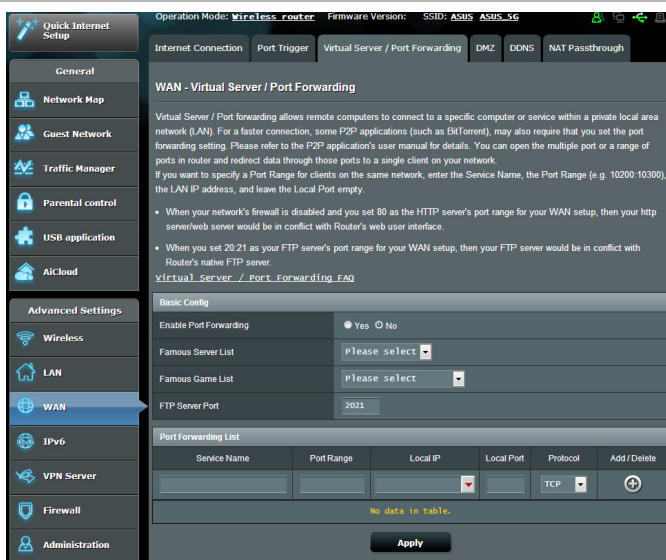 Quick Internet
Setup
General
Network Map
Guest Network
Traffic Manager
Parental control
USB application
AiCloud
Advanced Settings
Wireless
LAN
WAN
IPv6
VPN Server
Firewall
Administration
Operation Mode: Wireless router Firmware Version: SSID: ASUS ASUS_5G
Internet Connection Port Trigger Virtual Server / Port Forwarding DMZ DDNS NAT Passthrough
WAN - Virtual Server / Port Forwarding
Virtual Server / Port forwarding allows remote computers to connect to a specific computer or service within a private local area
network (LAN). For a faster connection, some P2P applications (such as BitTorrent), may also require that you set the port
forwarding setting. Please refer to the P2P application's user manual for details. You can open the multiple port or a range of
ports in router and redirect data through those ports to a single client on your network.
If you want to specify a Port Range for clients on the same network, enter the Service Name, the Port Range (e.g. 10200:10300),
the LAN IP address, and leave the Local Port empty.
• When your network's firewall is disabled and you set 80 as the HTTP server's port range for your WAN setup, then your http
server/web server would be in conflict with Router's web user interface.
• When you set 20:21 as your FTP server's port range for your WAN setup, then your FTP server would be in conflict with
Router's native FTP server.
Virtual Server / Port Forwarding FAQ
Basic Config
Enable Port Forwarding Yes No
Famous Server List Please select
Famous Game List Please select
FTP Server Port 2021
Port Forwarding List
Service Name Port Range Local IP Local Port Protocol Add / Delete
TCP
No data in table.
Apply